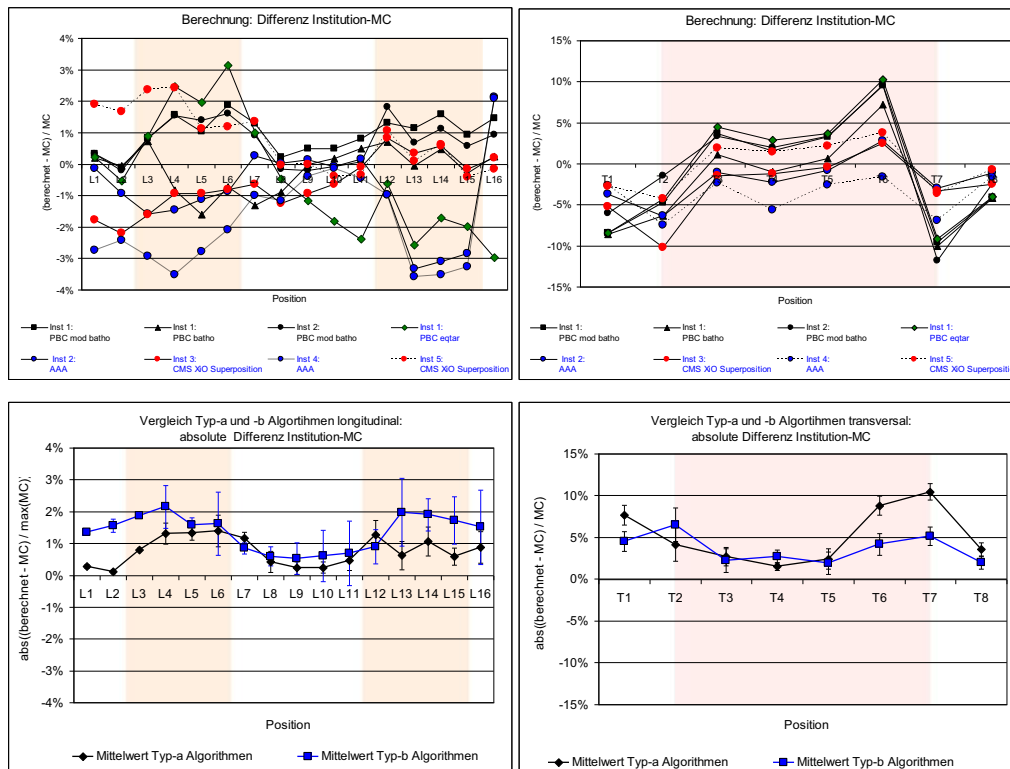 Berechnung: Differenz Institution-MC
4%
3%
2%
1%
0%
-1%
-2%
-3%
-4%
L1 L3 L4 L5 L6 L7 L12 L13 L14 L15 L16
(berechnet - MC) / MC
Position
Inst 1: PBC mod batho
Inst 1: PBC batho
Inst 2: PBC mod batho
Inst 1: PBC eqtar
Inst 2: AAA
Inst 3: CMS XiO Superposition
Inst 4: AAA
Inst 5: CMS XiO Superposition
Berechnung: Differenz Institution-MC
15%
10%
5%
0%
-5%
-10%
-15%
T1 T2 T3 T4 T5 T7
(berechnet - MC) / MC
Position
Inst 1: PBC mod batho
Inst 1: PBC batho
Inst 2: PBC mod batho
Inst 1: PBC eqtar
Inst 2: AAA
Inst 3: CMS XiO Superposition
Inst 4: AAA
Inst 5: CMS XiO Superposition
Vergleich Typ-a und -b Algortihmen longitudinal:
absolute Differenz Institution-MC
4%
3%
2%
1%
0%
-1%
-2%
-3%
-4%
L1 L2 L3 L4 L5 L6 L7 L8 L9 L10 L11 L12 L13 L14 L15 L16
abs((berechnet - MC) / max(MC)
Position
Mittelwert Typ-a Algorithmen
Mittelwert Typ-b Algorithmen
Vergleich Typ-a und -b Algortihmen transversal:
absolute Differenz Institution-MC
15%
10%
5%
0%
-5%
-10%
-15%
T1 T2 T3 T4 T5 T6 T7 T8
abs((berechnet - MC) / MC)
Position
Mittelwert Typ-a Algorithmen
Mittelwert Typ-b Algorithmen